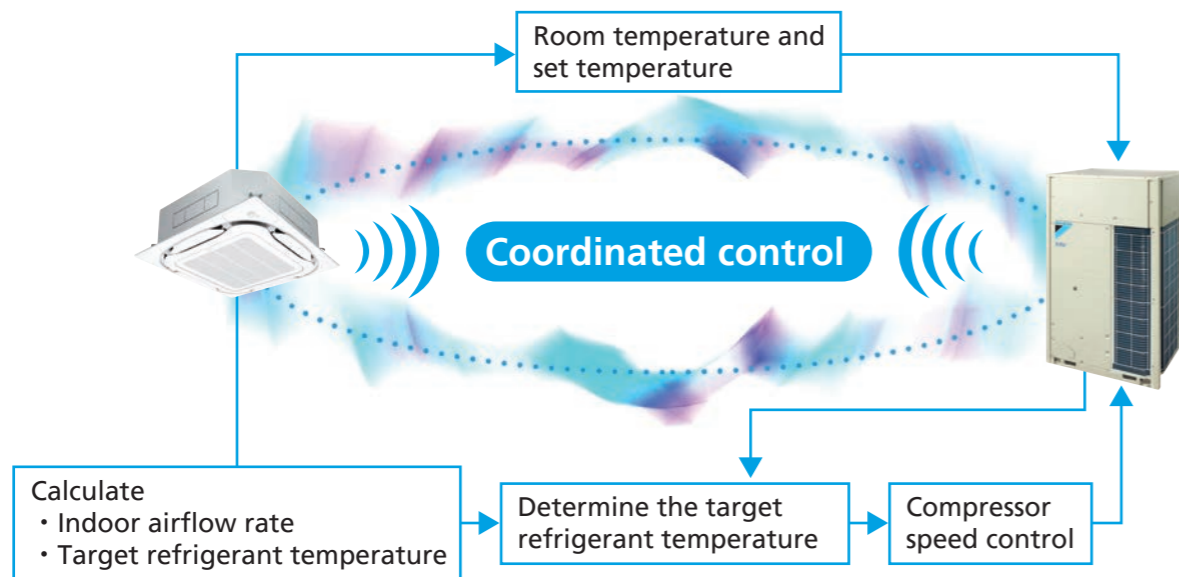 Room temperature and
set temperature
Coordinated control
Calculate
・Indoor airflow rate
・Target refrigerant temperature
Determine the target
refrigerant temperature
Compressor
speed control